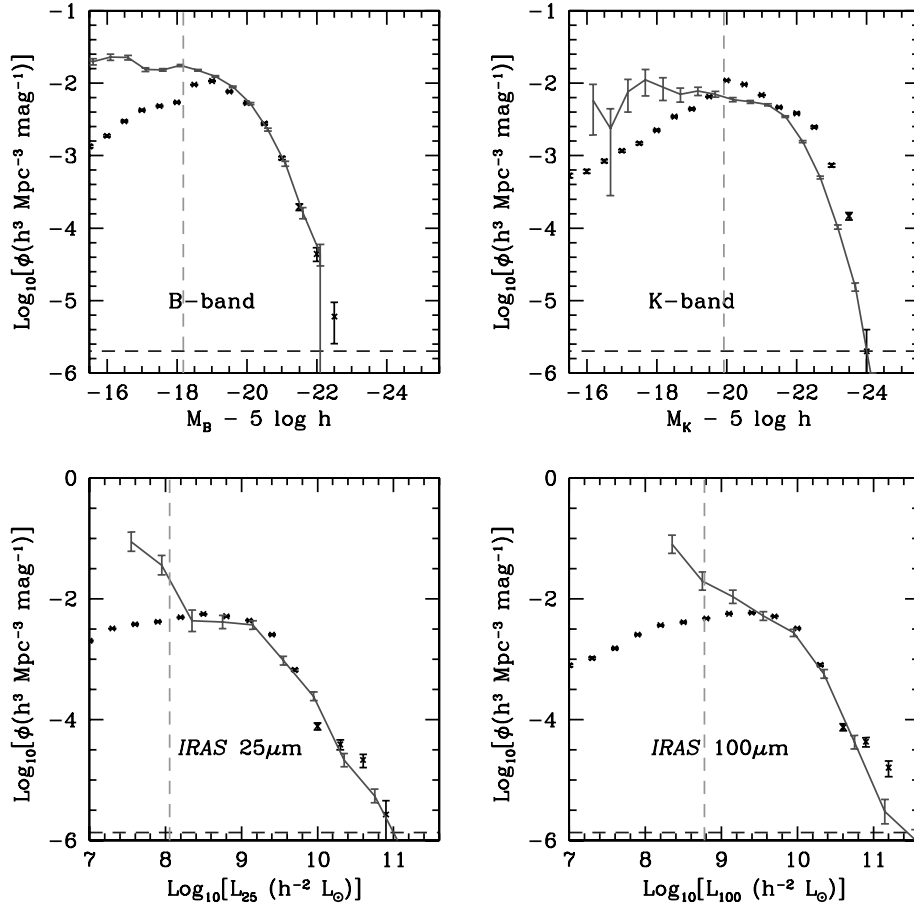 −1
−2
−3
−4
−5
−6
Log₁₀[ϕ(h³ Mpc⁻³ mag⁻¹)]
B−band
−16 −18 −20 −22 −24
M_B − 5 log h
−1
−2
−3
−4
−5
−6
Log₁₀[ϕ(h³ Mpc⁻³ mag⁻¹)]
K−band
−16 −18 −20 −22 −24
M_K − 5 log h
0
−2
−4
−6
Log₁₀[ϕ(h³ Mpc⁻³ mag⁻¹)]
IRAS 25μm
7 8 9 10 11
Log₁₀[L₂₅ (h⁻² L_⊙)]
0
−2
−4
−6
Log₁₀[ϕ(h³ Mpc⁻³ mag⁻¹)]
IRAS 100μm
7 8 9 10 11
Log₁₀[L₁₀₀ (h⁻² L_⊙)]